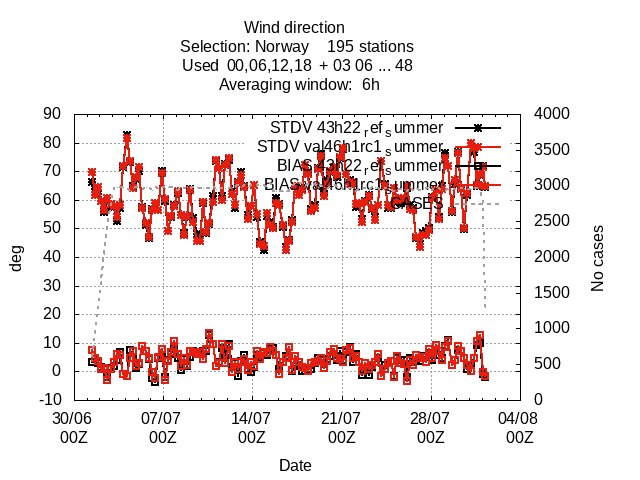 Wind direction
Selection: Norway 195 stations
Used 00,06,12,18 + 03 06 ... 48
Averaging window: 6h
90
80
70
60
50
40
30
20
10
0
-10
4000
3500
3000
2500
2000
1500
1000
500
0
STDV 43h22_ref_summer
STDV val46h1rc1_summer
BIAS 43h22_ref_summer
BIAS val46h1rc1_summer
CASES
deg
No cases
30/06 07/07 14/07 21/07 28/07 04/08
00Z 00Z 00Z 00Z 00Z 00Z
Date